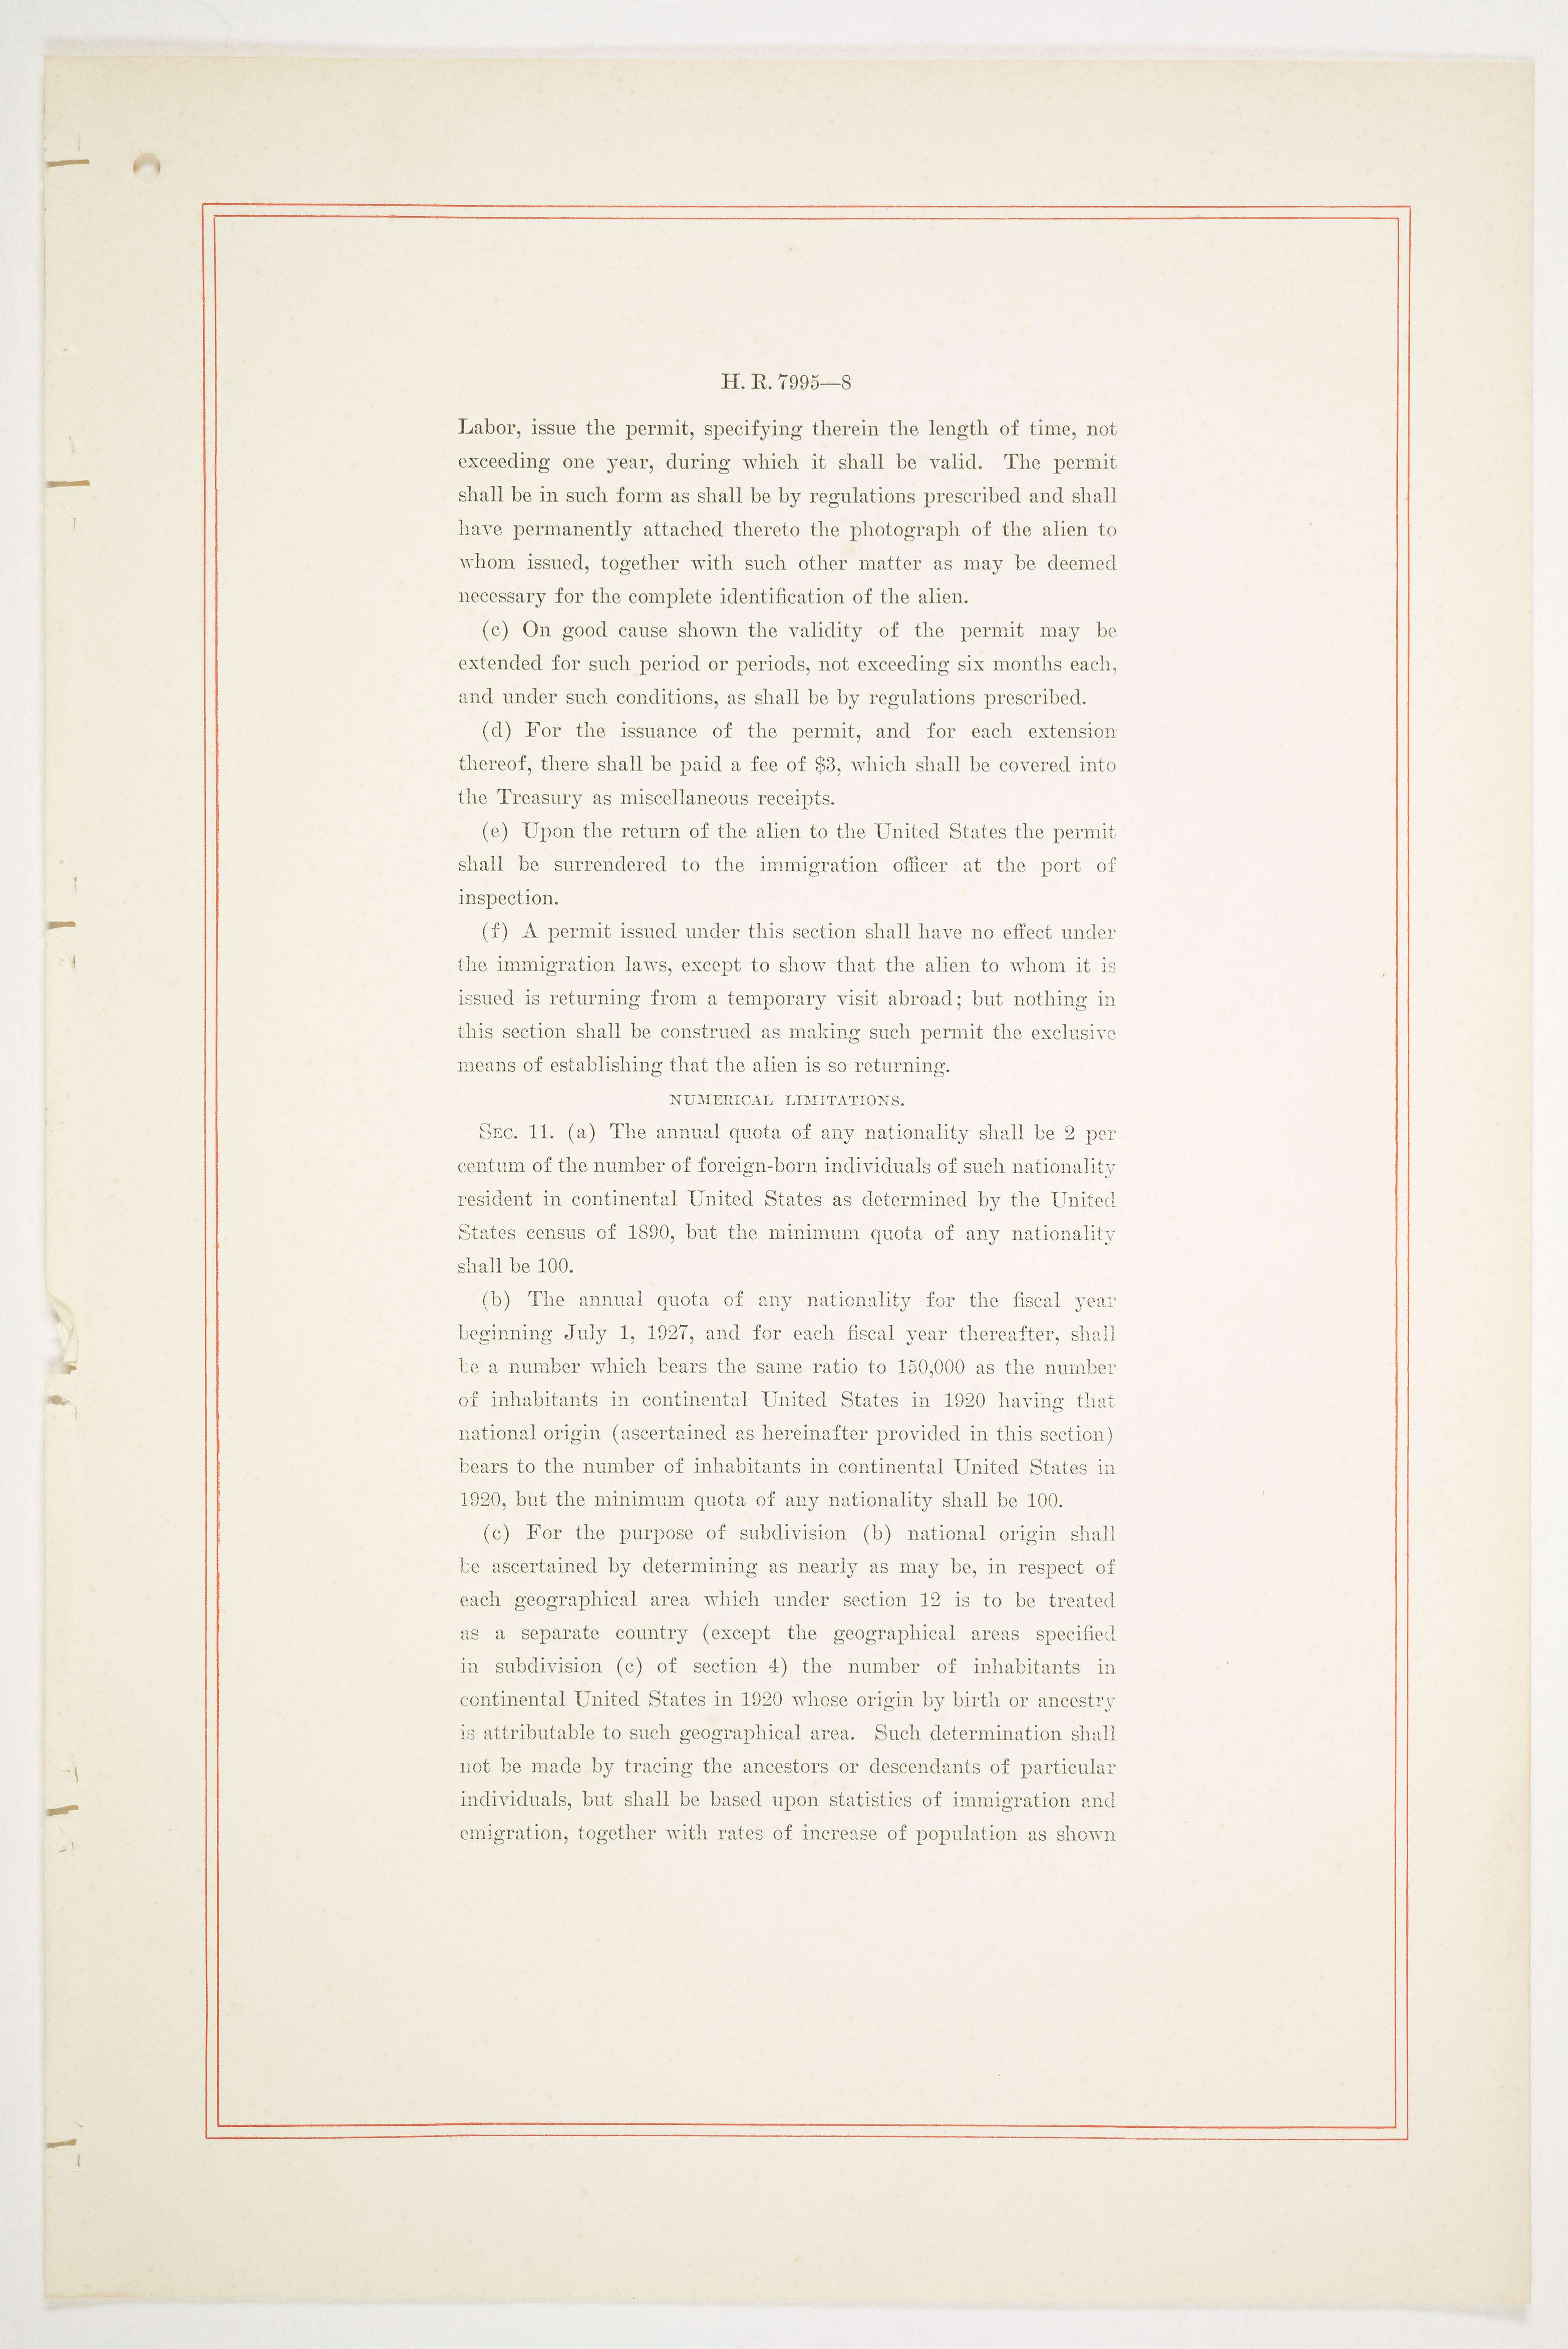 H. R. 7995—8
Labor, issue the permit, specifying therein the length of time, not
exceeding one year, during which it shall be valid. The permit
shall be in such form as shall be by regulations prescribed and shall
have permanently attached thereto the photograph of the alien to
whom issued, together with such other matter as may be deemed
necessary for the complete identification of the alien.
(c) On good cause shown the validity of the permit may be
extended for such period or periods, not exceeding six months each,
and under such conditions, as shall be by regulations prescribed.
(d) For the issuance of the permit, and for each extension
thereof, there shall be paid a fee of $3, which shall be covered into
the Treasury as miscellaneous receipts.
(e) Upon the return of the alien to the United States the permit
shall be surrendered to the immigration officer at the port of
inspection.
(f) A permit issued under this section shall have no effect under
the immigration laws, except to show that the alien to whom it is
issued is returning from a temporary visit abroad; but nothing in
this section shall be construed as making such permit the exclusive
means of establishing that the alien is so returning.
NUMERICAL LIMITATIONS.
SEC. 11. (a) The annual quota of any nationality shall be 2 per
centum of the number of foreign-born individuals of such nationality
resident in continental United States as determined by the United
States census of 1890, but the minimum quota of any nationality
shall be 100.
(b) The annual quota of any nationality for the fiscal year
beginning July 1, 1927, and for each fiscal year thereafter, shall
be a number which bears the same ratio to 150,000 as the number
of inhabitants in continental United States in 1920 having that
national origin (ascertained as hereinafter provided in this section)
bears to the number of inhabitants in continental United States in
1920, but the minimum quota of any nationality shall be 100.
(c) For the purpose of subdivision (b) national origin shall
be ascertained by determining as nearly as may be, in respect of
each geographical area which under section 12 is to be treated
as a separate country (except the geographical areas specified
in subdivision (c) of section 4) the number of inhabitants in
continental United States in 1920 whose origin by birth or ancestry
is attributable to such geographical area. Such determination shall
not be made by tracing the ancestors or descendants of particular
individuals, but shall be based upon statistics of immigration and
emigration, together with rates of increase of population as shown